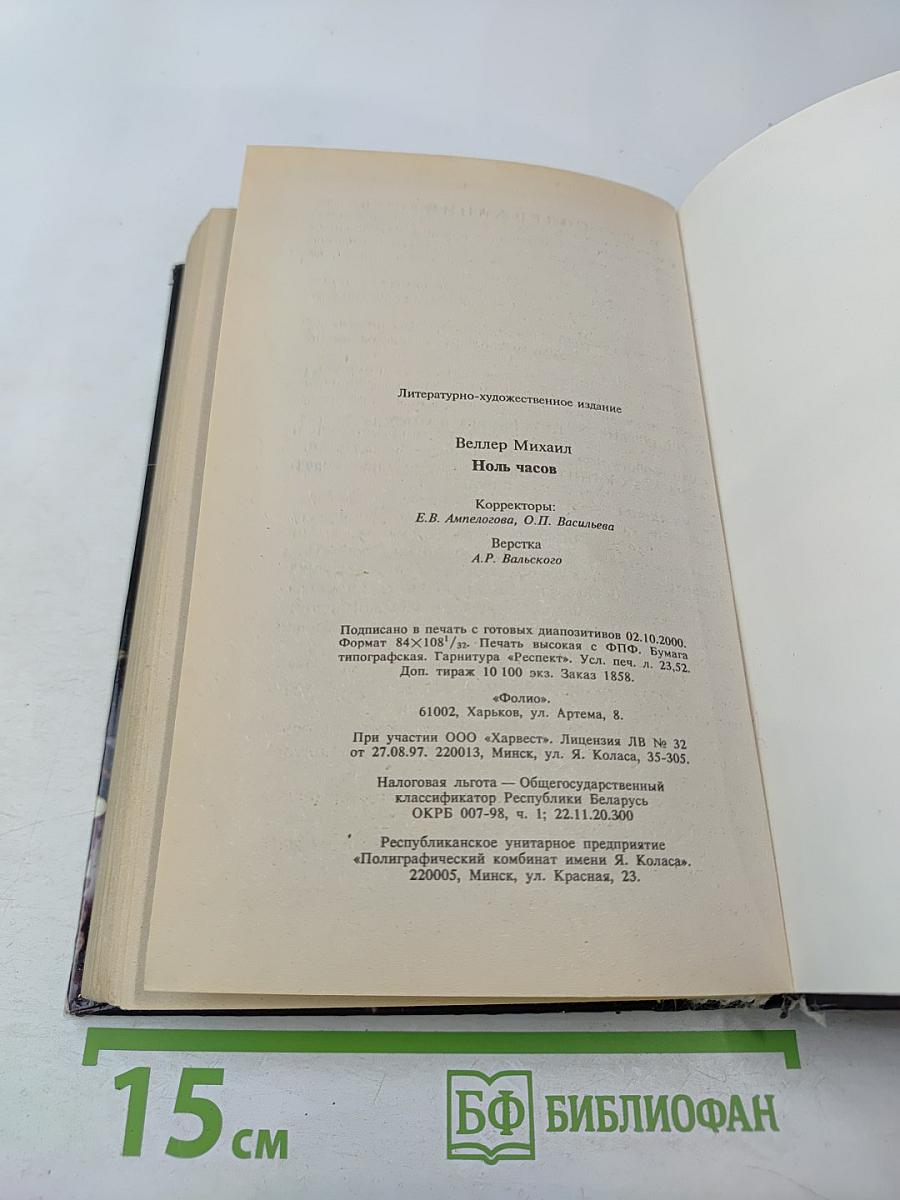 Литературно-художественное издание
Веллер Михаил
Ноль часов
Корректоры:
Е.В. Ампелогова, О.П. Васильева
Верстка
А.Р. Вальского
Подписано в печать с готовых диапозитивов 02.10.2000.
Формат 84×108¹/₃₂. Печать высокая с ФПФ. Бумага
типографская. Гарнитура «Респект». Усл. печ. л. 23,52.
Доп. тираж 10 100 экз. Заказ 1858.
«Фолио».
61002, Харьков, ул. Артема, 8.
При участии ООО «Харвест». Лицензия ЛВ № 32
от 27.08.97. 220013, Минск, ул. Я. Коласа, 35-305.
Налоговая льгота — Общегосударственный
классификатор Республики Беларусь
ОКРБ 007-98, ч. 1; 22.11.20.300
Республиканское унитарное предприятие
«Полиграфический комбинат имени Я. Коласа».
220005, Минск, ул. Красная, 23.
15 см
БФ БИБЛИОФАН